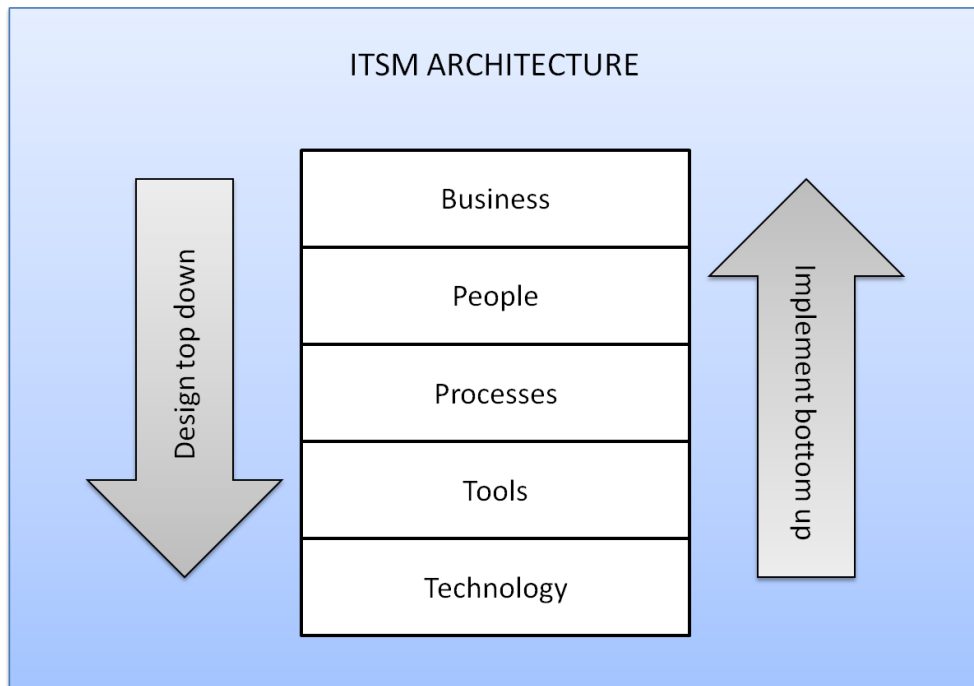 ITSM ARCHITECTURE
Design top down
Business
People
Processes
Tools
Technology
Implement bottom up